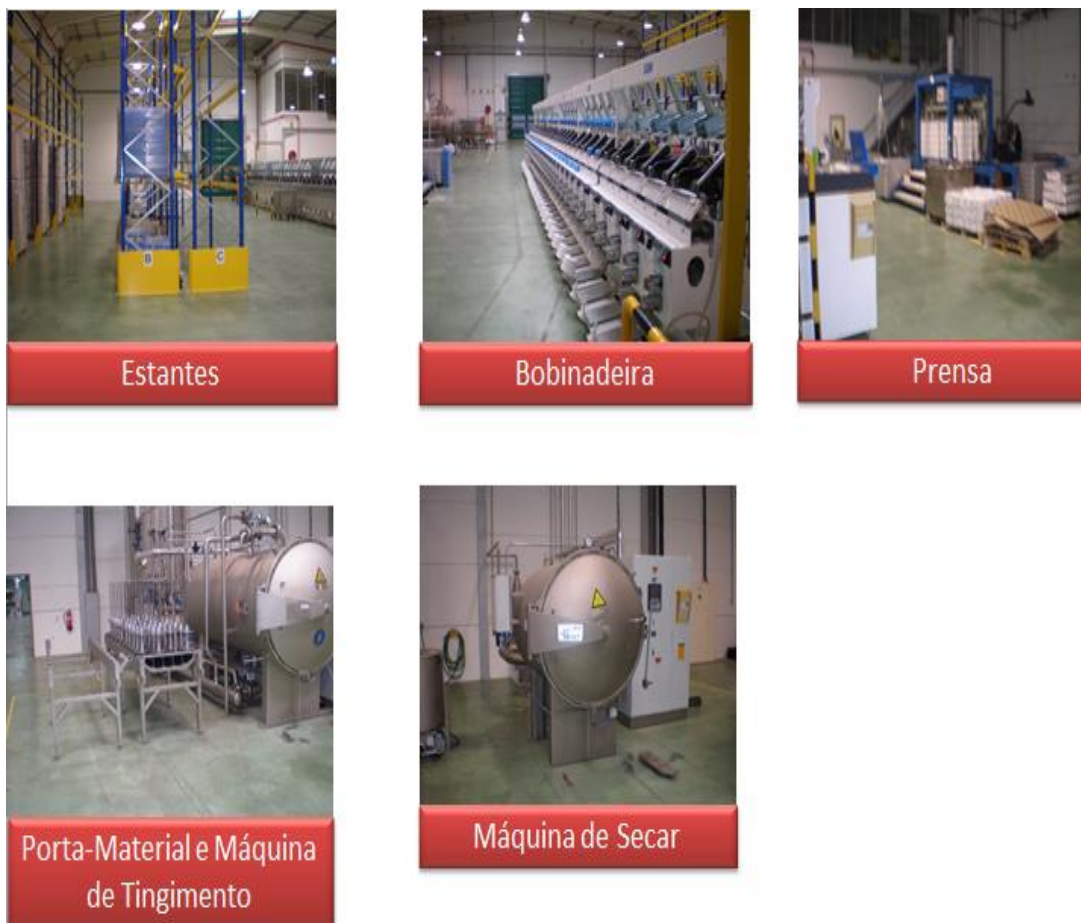 B
C
Estantes
Bobinadeira
Prensa
Porta-Material e Máquina
de Tingimento
Máquina de Secar